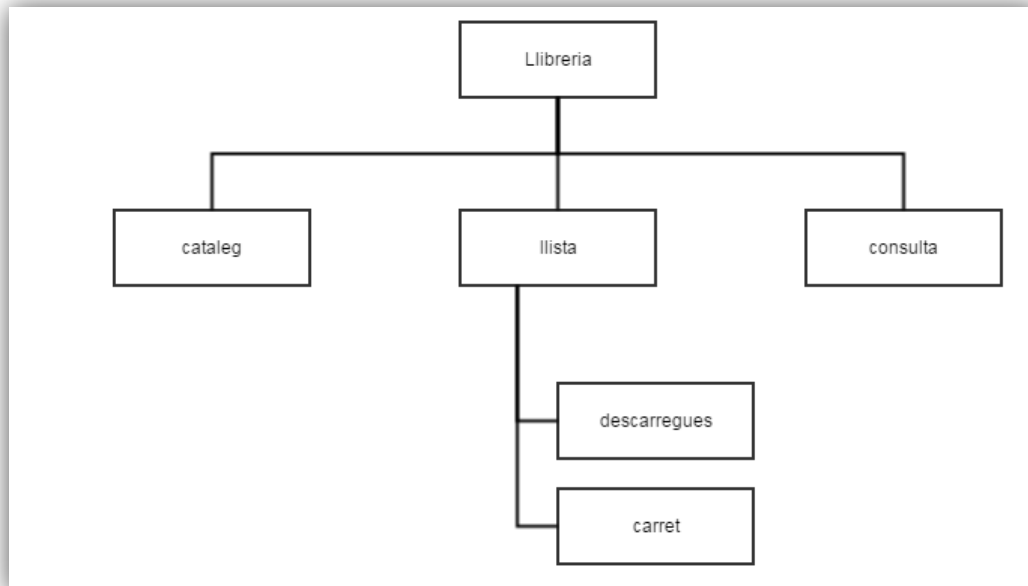 Llibreria
cataleg
llista
consulta
descarregues
carret